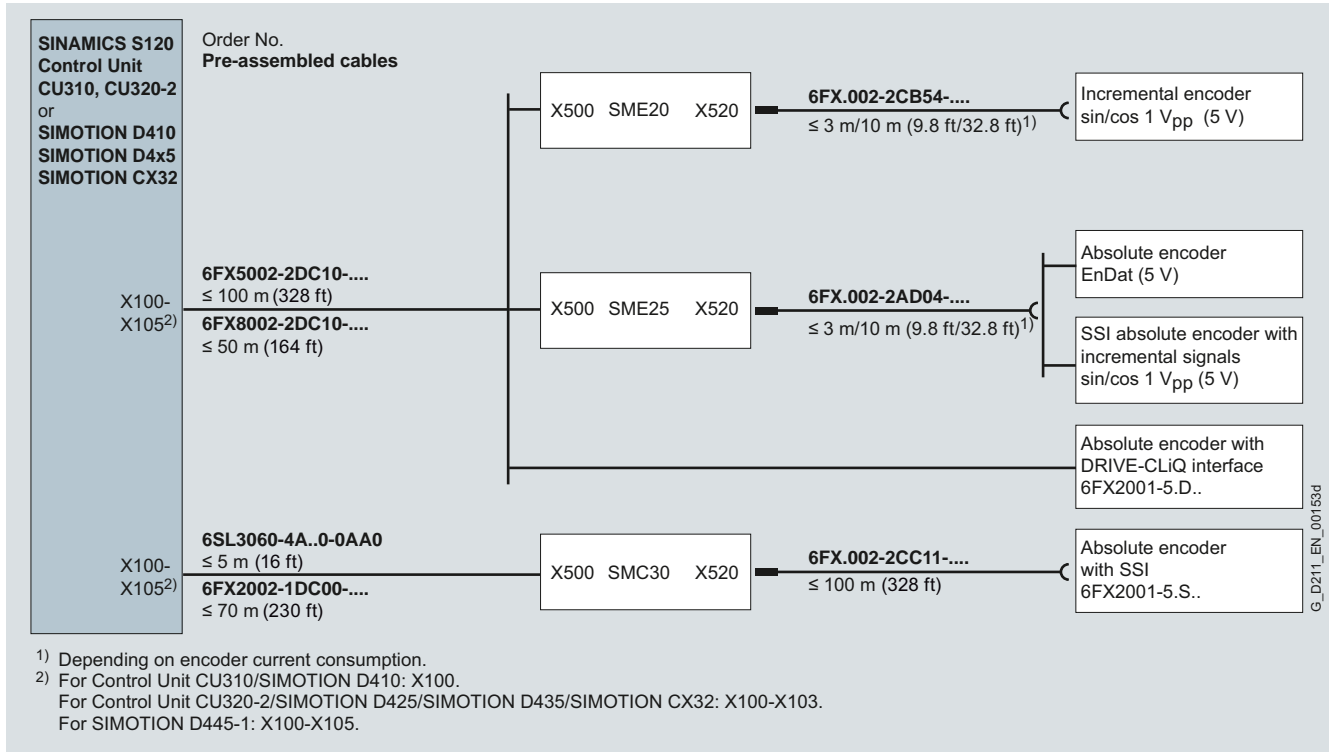 SINAMICS S120
Control Unit
CU310, CU320-2
or
SIMOTION D410
SIMOTION D4x5
SIMOTION CX32
Order No.
Pre-assembled cables
X500 SME20 X520
6FX.002-2CB54-....
≤ 3 m/10 m (9.8 ft/32.8 ft)1)
Incremental encoder
sin/cos 1 Vpp (5 V)
X100-
X1052)
6FX5002-2DC10-....
≤ 100 m (328 ft)
6FX8002-2DC10-....
≤ 50 m (164 ft)
X500 SME25 X520
6FX.002-2AD04-....
≤ 3 m/10 m (9.8 ft/32.8 ft)1)
Absolute encoder
EnDat (5 V)
SSI absolute encoder with
incremental signals
sin/cos 1 Vpp (5 V)
Absolute encoder with
DRIVE-CLiQ interface
6FX2001-5.D..
X100-
X1052)
6SL3060-4A..0-0AA0
≤ 5 m (16 ft)
6FX2002-1DC00-....
≤ 70 m (230 ft)
X500 SMC30 X520
6FX.002-2CC11-....
≤ 100 m (328 ft)
Absolute encoder
with SSI
6FX2001-5.S..
G_D211_EN_00153d
1) Depending on encoder current consumption.
2) For Control Unit CU310/SIMOTION D410: X100.
For Control Unit CU320-2/SIMOTION D425/SIMOTION D435/SIMOTION CX32: X100-X103.
For SIMOTION D445-1: X100-X105.